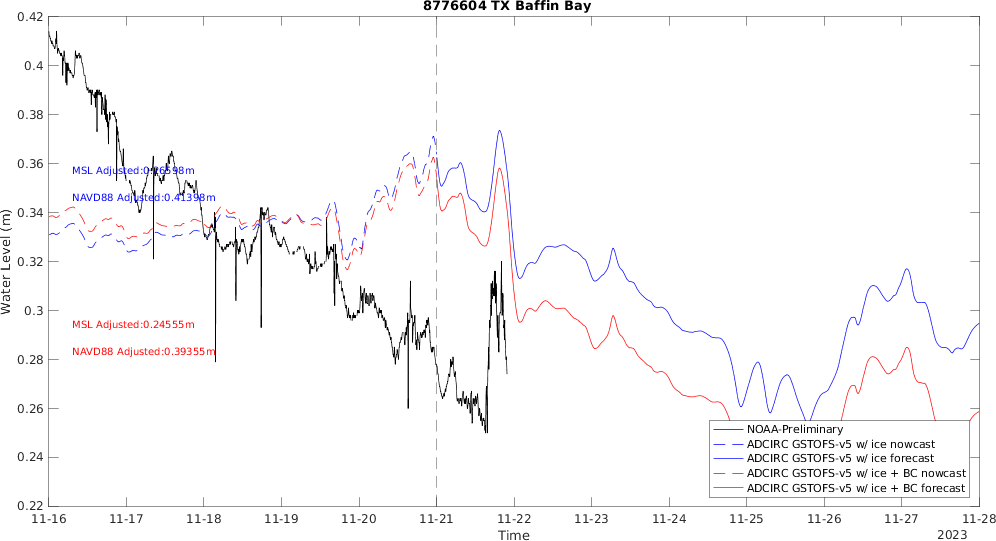 8776604 TX Baffin Bay
Water Level (m)
0.42
0.4
0.38
0.36
0.34
0.32
0.3
0.28
0.26
0.24
0.22
MSL Adjusted:0.26598m
NAVD88 Adjusted:0.41398m
MSL Adjusted:0.24555m
NAVD88 Adjusted:0.39355m
NOAA-Preliminary
ADCIRC GSTOFS-v5 w/ ice nowcast
ADCIRC GSTOFS-v5 w/ ice forecast
ADCIRC GSTOFS-v5 w/ ice + BC nowcast
ADCIRC GSTOFS-v5 w/ ice + BC forecast
11-16 11-17 11-18 11-19 11-20 11-21 11-22 11-23 11-24 11-25 11-26 11-27 11-28
Time
2023